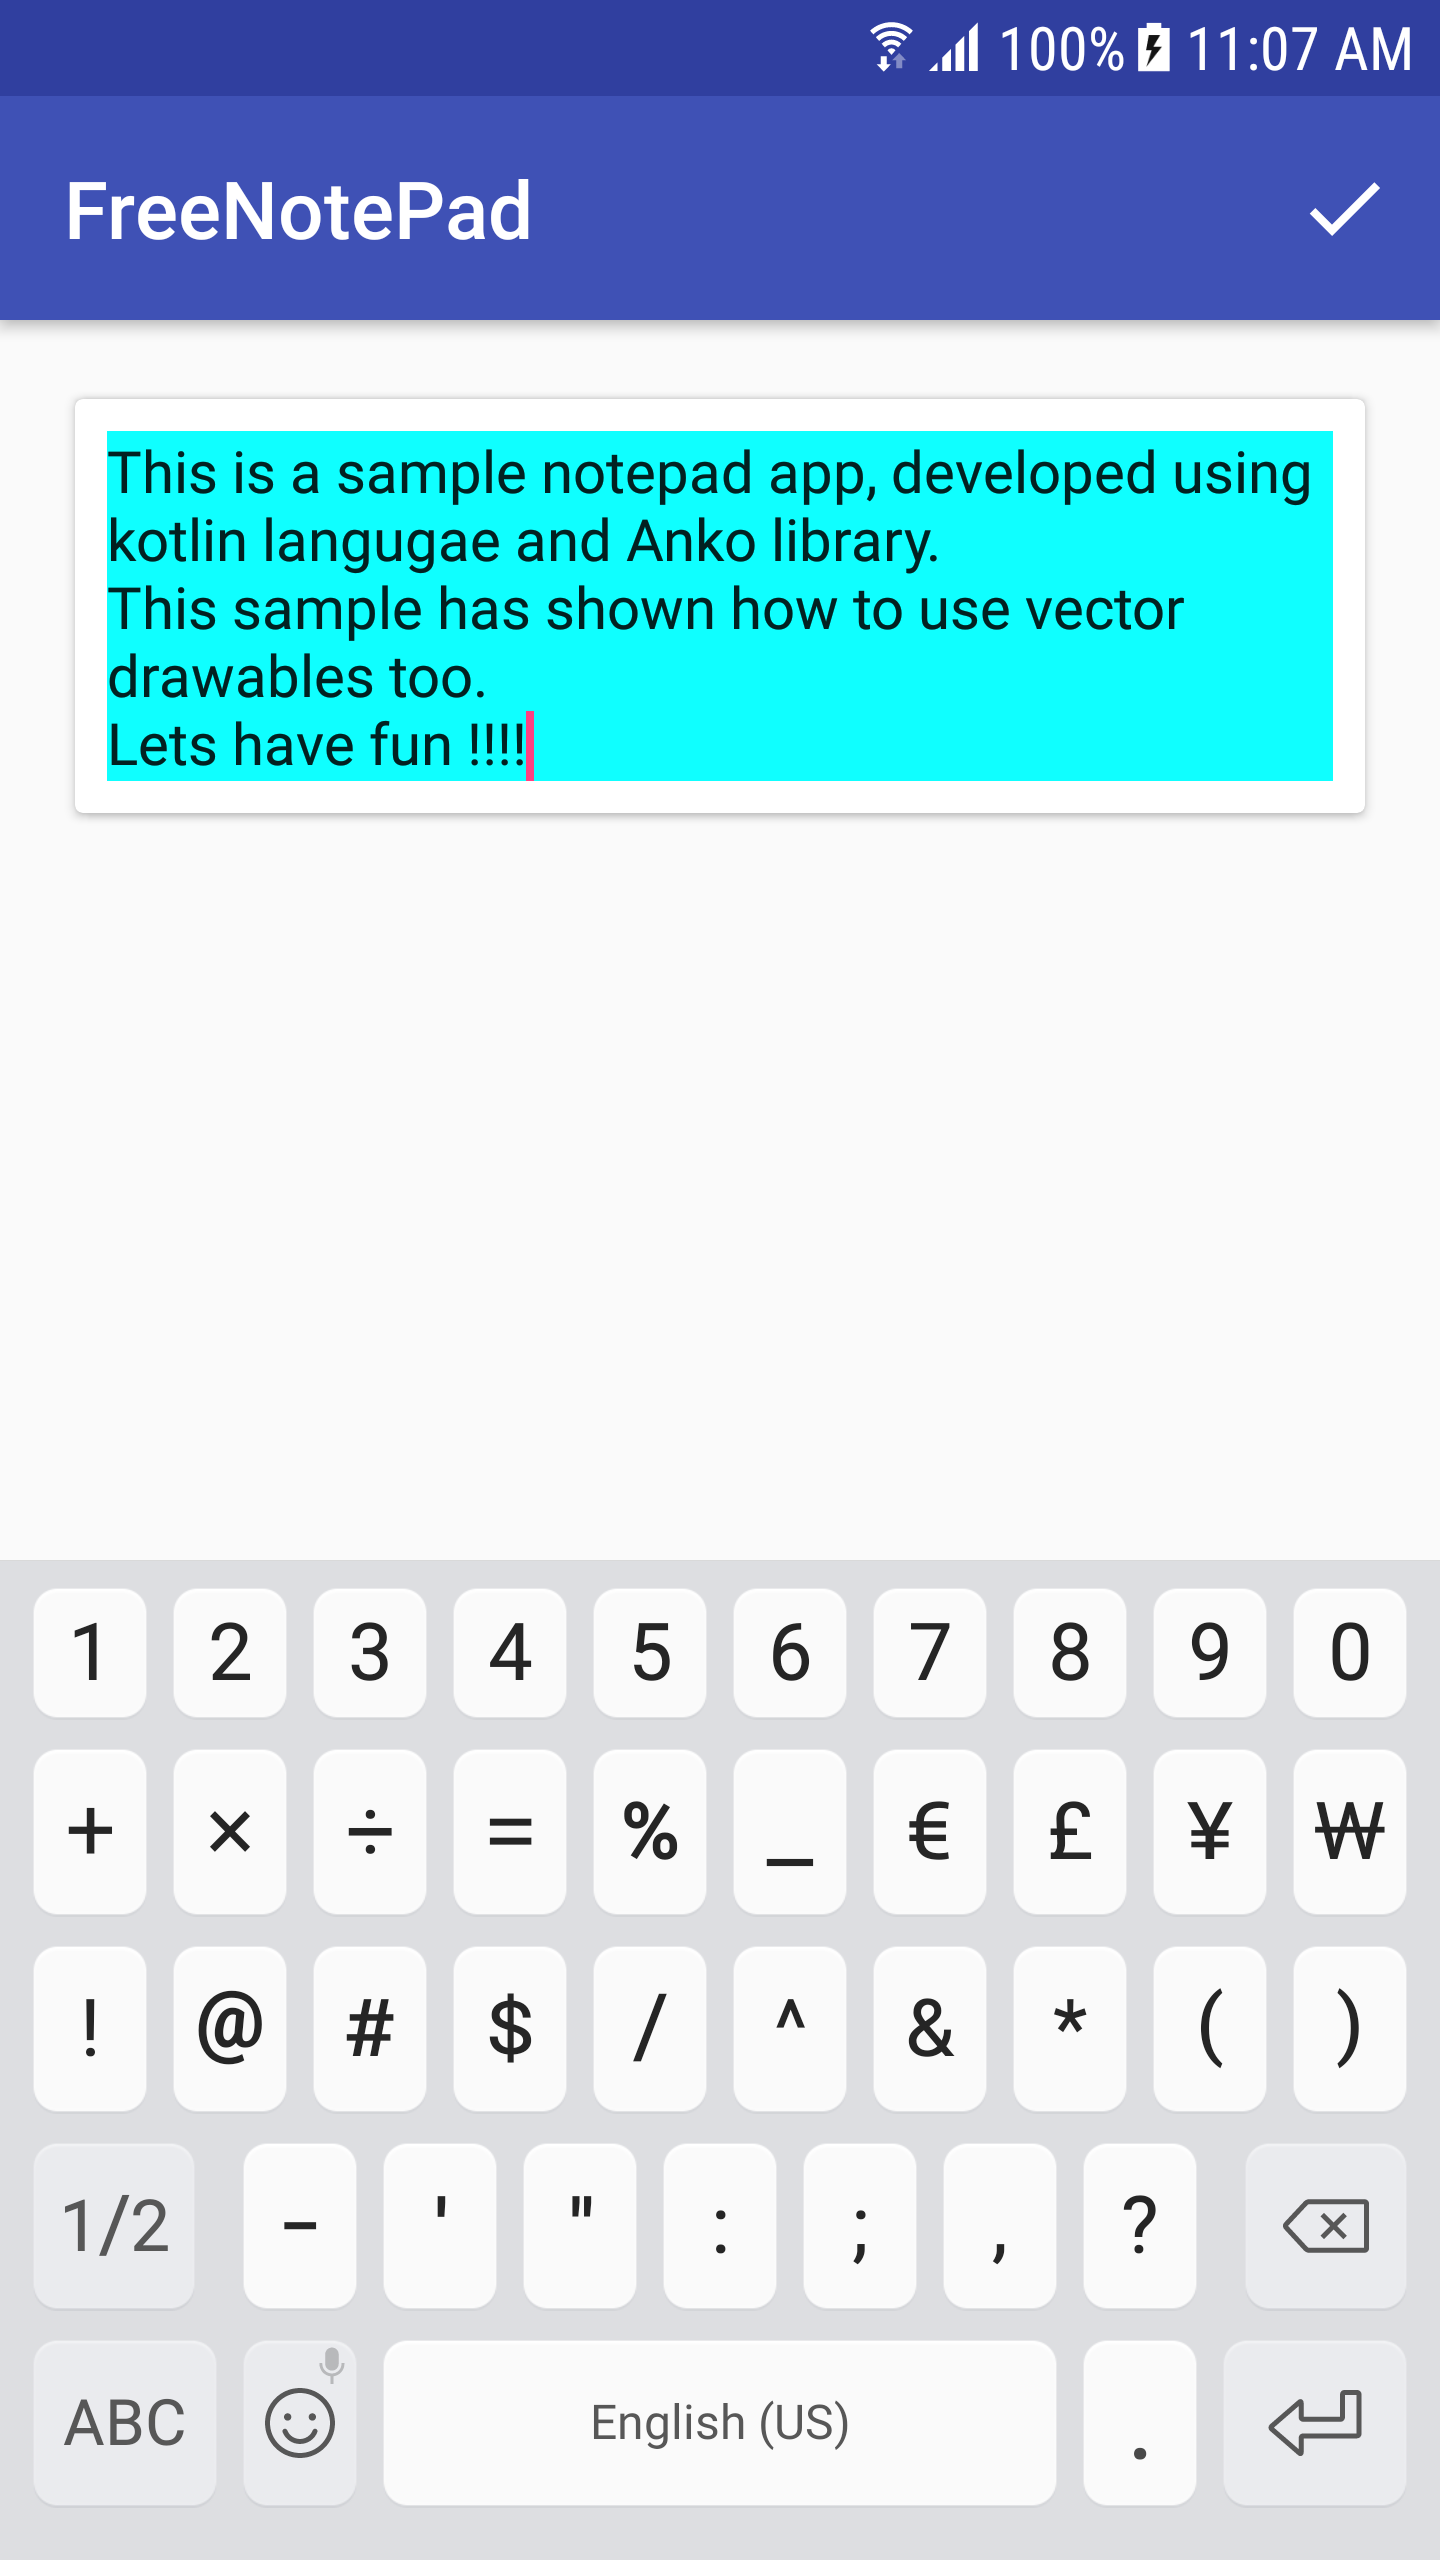 100% 11:07 AM
FreeNotePad
This is a sample notepad app, developed using
kotlin langugae and Anko library.
This sample has shown how to use vector
drawables too.
Lets have fun !!!!
1 2 3 4 5 6 7 8 9 0
+ × ÷ = % _ € £ ¥ ₩
! @ # $ / ^ & * ( )
1/2 - ' " : ; , ?
ABC English (US) .